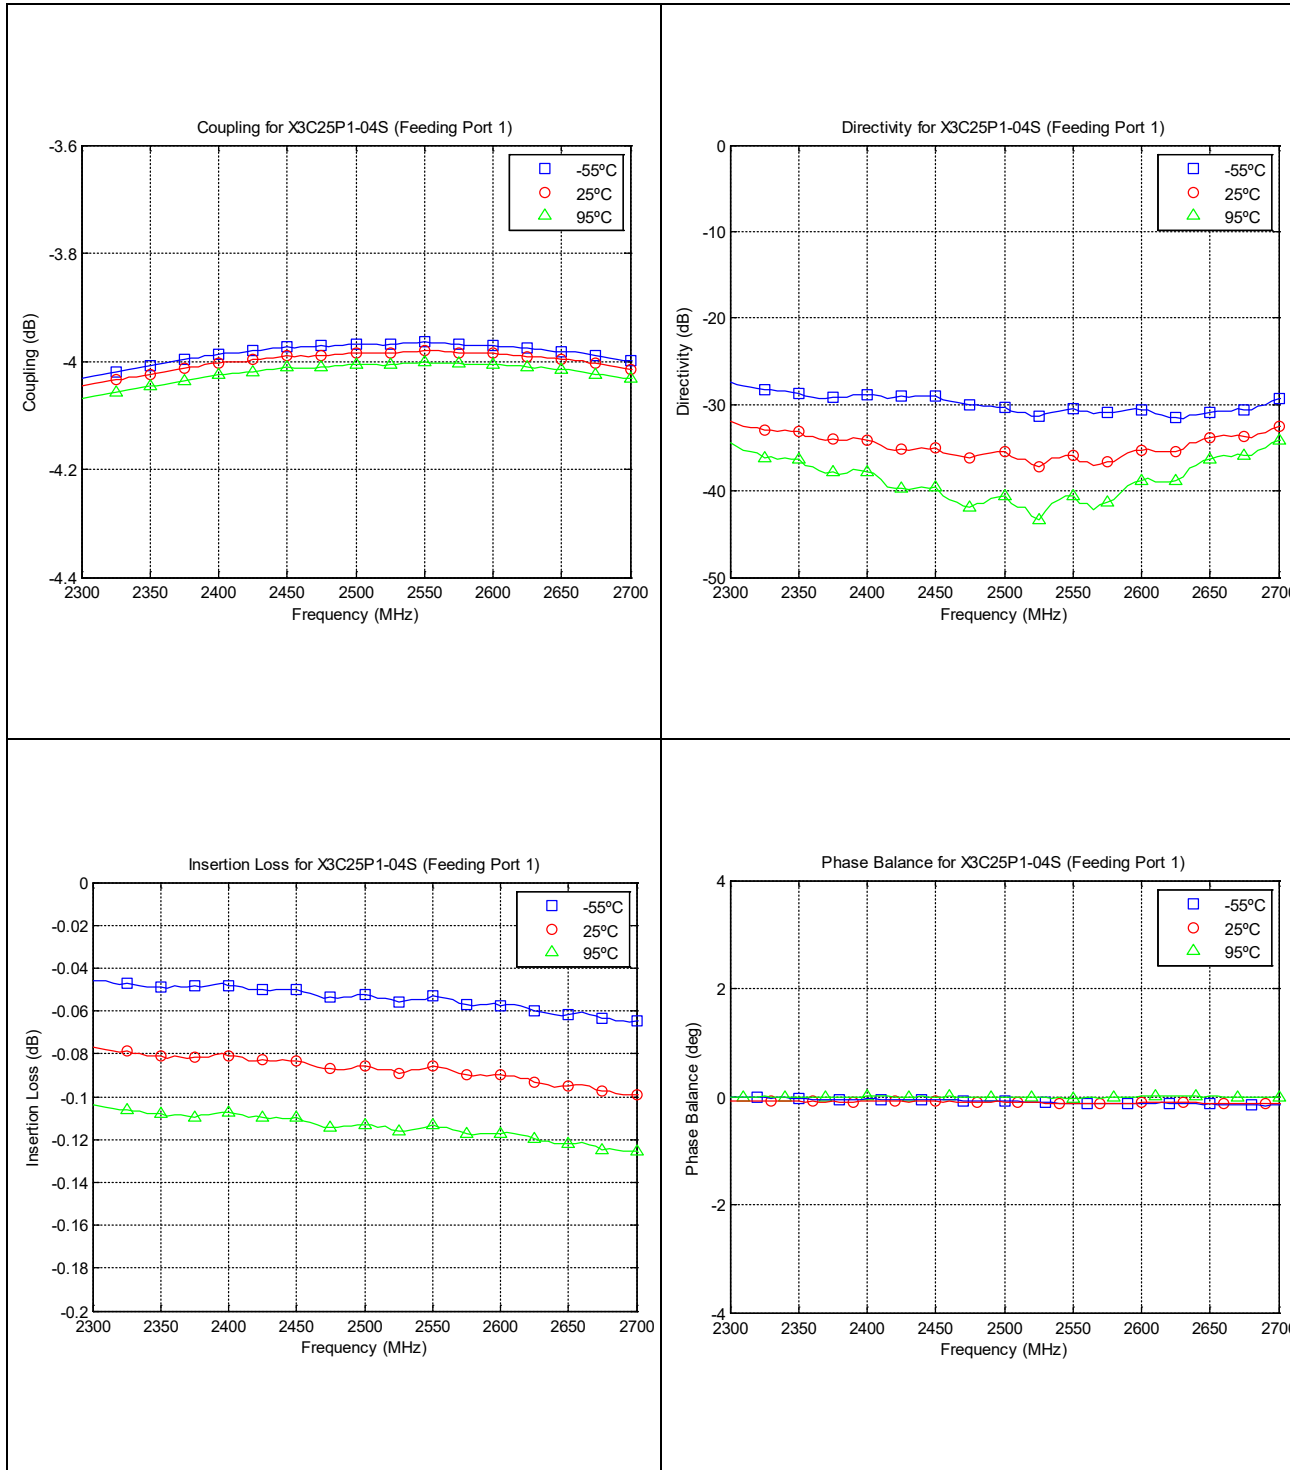 Coupling for X3C25P1-04S (Feeding Port 1)
-3.6
-3.8
-4
-4.2
-4.4
Coupling (dB)
-55ºC
25ºC
95ºC
2300 2350 2400 2450 2500 2550 2600 2650 2700
Frequency (MHz)
Directivity for X3C25P1-04S (Feeding Port 1)
0
-10
-20
-30
-40
-50
Directivity (dB)
-55ºC
25ºC
95ºC
2300 2350 2400 2450 2500 2550 2600 2650 2700
Frequency (MHz)
Insertion Loss for X3C25P1-04S (Feeding Port 1)
0
-0.02
-0.04
-0.06
-0.08
-0.1
-0.12
-0.14
-0.16
-0.18
-0.2
Insertion Loss (dB)
-55ºC
25ºC
95ºC
2300 2350 2400 2450 2500 2550 2600 2650 2700
Frequency (MHz)
Phase Balance for X3C25P1-04S (Feeding Port 1)
4
2
0
-2
-4
Phase Balance (deg)
-55ºC
25ºC
95ºC
2300 2350 2400 2450 2500 2550 2600 2650 2700
Frequency (MHz)